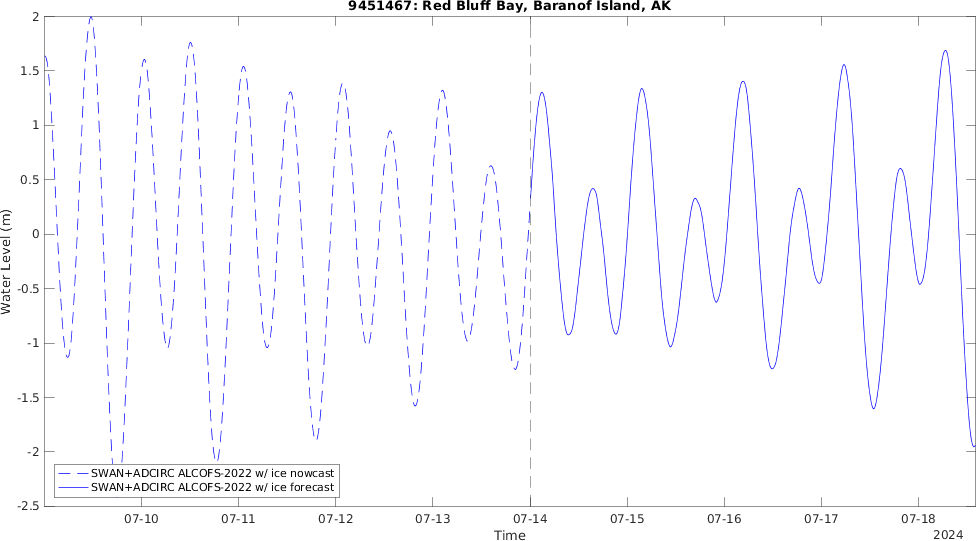 9451467: Red Bluff Bay, Baranof Island, AK
2
1.5
1
0.5
0
-0.5
-1
-1.5
-2
-2.5
Water Level (m)
SWAN+ADCIRC ALCOFS-2022 w/ ice nowcast
SWAN+ADCIRC ALCOFS-2022 w/ ice forecast
07-10 07-11 07-12 07-13 07-14 07-15 07-16 07-17 07-18
Time
2024